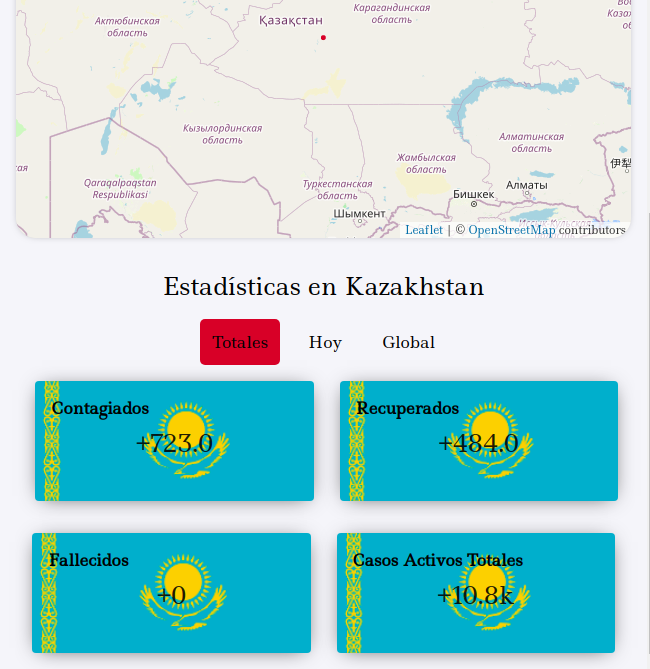 Карагандинская
область
Актюбинская
область
Қазақстан
Кызылординская
область
Алматинская
область
Жамбылская
область
Qaraqalpaqstan
Respublikası
Туркестанская
область
Алматы
Бишкек
Шымкент
Leaflet | © OpenStreetMap contributors
Estadísticas en Kazakhstan
Totales
Hoy
Global
Contagiados
+723.0
Recuperados
+484.0
Fallecidos
+0
Casos Activos Totales
+10.8k